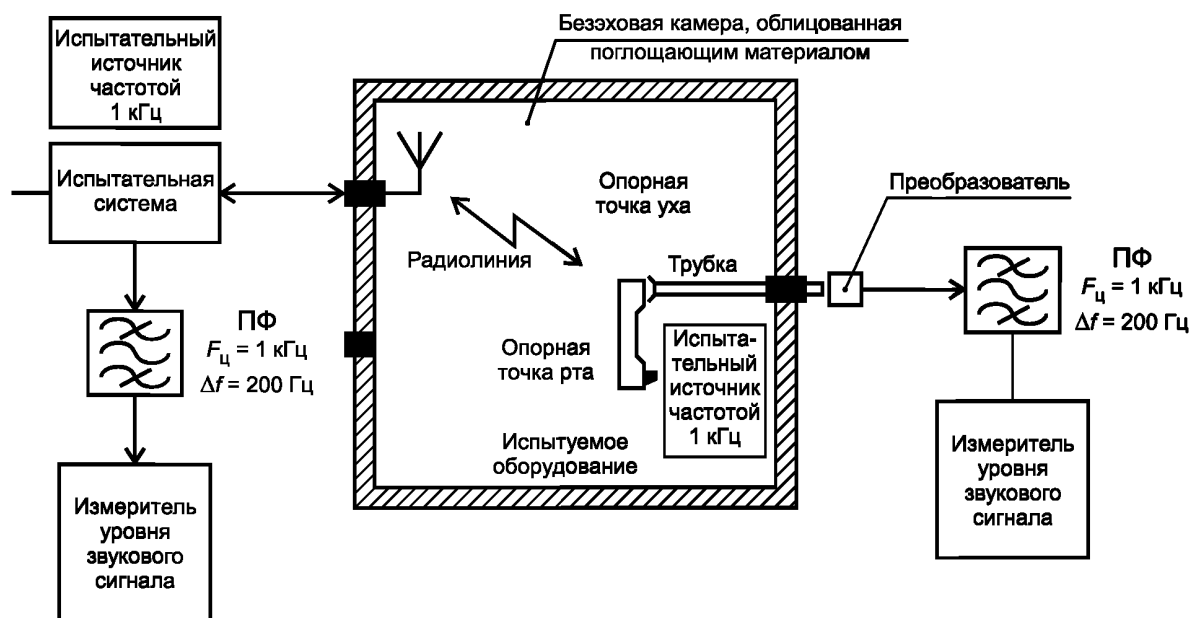 Испытательный
источник
частотой
1 кГц
Безэховая камера, облицованная
поглощающим материалом
Испытательная
система
Опорная
точка уха
Преобразователь
Радиолиния
Трубка
ПФ
Fц = 1 кГц
Δf = 200 Гц
ПФ
Fц = 1 кГц
Δf = 200 Гц
Опорная
точка рта
Испыта-
тельный
источник
частотой
1 кГц
Испытуемое
оборудование
Измеритель
уровня
звукового
сигнала
Измеритель
уровня
звукового
сигнала